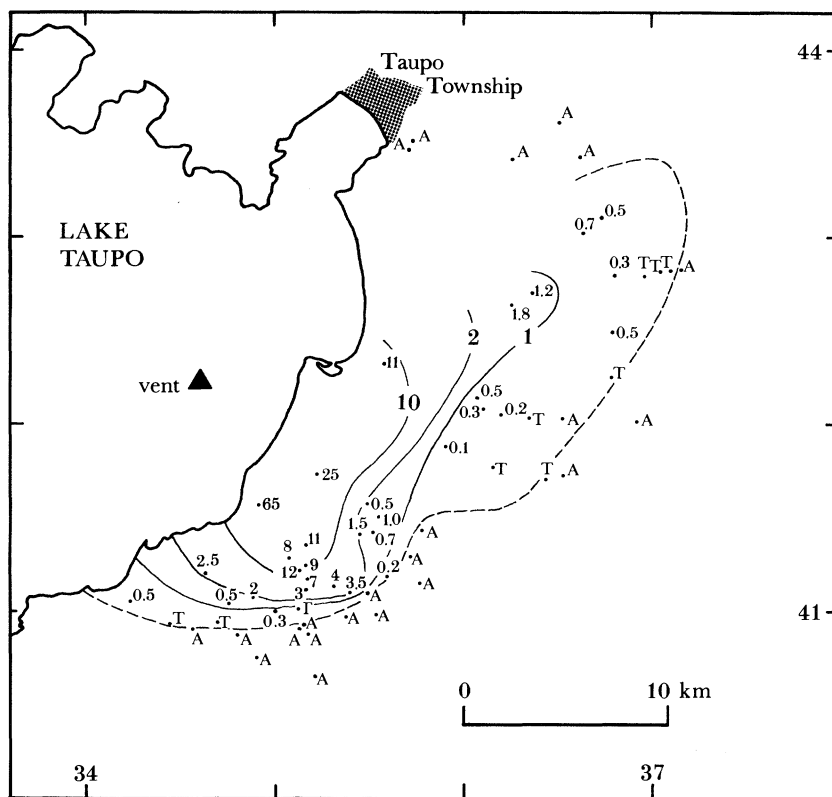 44
Taupo
Township
A
A A
A A
0.5
0.7
LAKE
TAUPO
0.3 T T T A
1.2
1.8
2 1
0.5
11
vent
T
10
0.5
0.3 0.2 T A A
0.1
25
T T A
65
0.5
1.0
1.5 0.7
A
11
8
9
12
A
2.5
7
4
0.2
A
3.5
3
2
0.5
0.5
A
T
41
0.3
T T
A A
A
A A A A
A
A
0 10 km
34 37